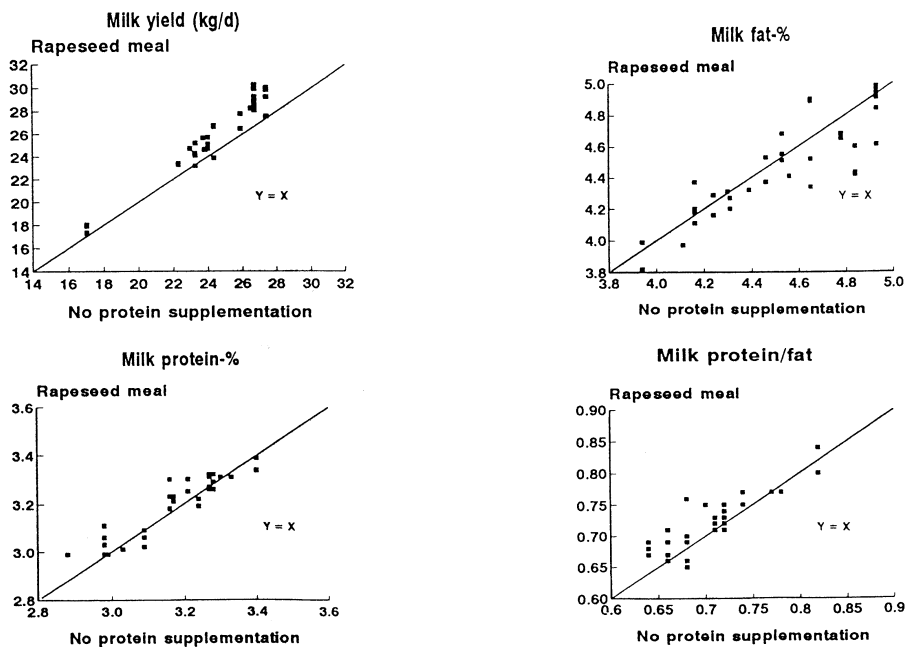 Milk yield (kg/d)
Rapeseed meal
32
30
28
26
24
22
20
18
16
14
Y = X
14 16 18 20 22 24 26 28 30 32
No protein supplementation
Milk fat-%
Rapeseed meal
5.0
4.8
4.6
4.4
4.2
4.0
3.8
Y = X
3.8 4.0 4.2 4.4 4.6 4.8 5.0
No protein supplementation
Milk protein-%
Rapeseed meal
3.6
3.4
3.2
3.0
2.8
Y = X
2.8 3.0 3.2 3.4 3.6
No protein supplementation
Milk protein/fat
Rapeseed meal
0.90
0.85
0.80
0.75
0.70
0.65
0.60
Y = X
0.6 0.65 0.7 0.75 0.8 0.85 0.9
No protein supplementation